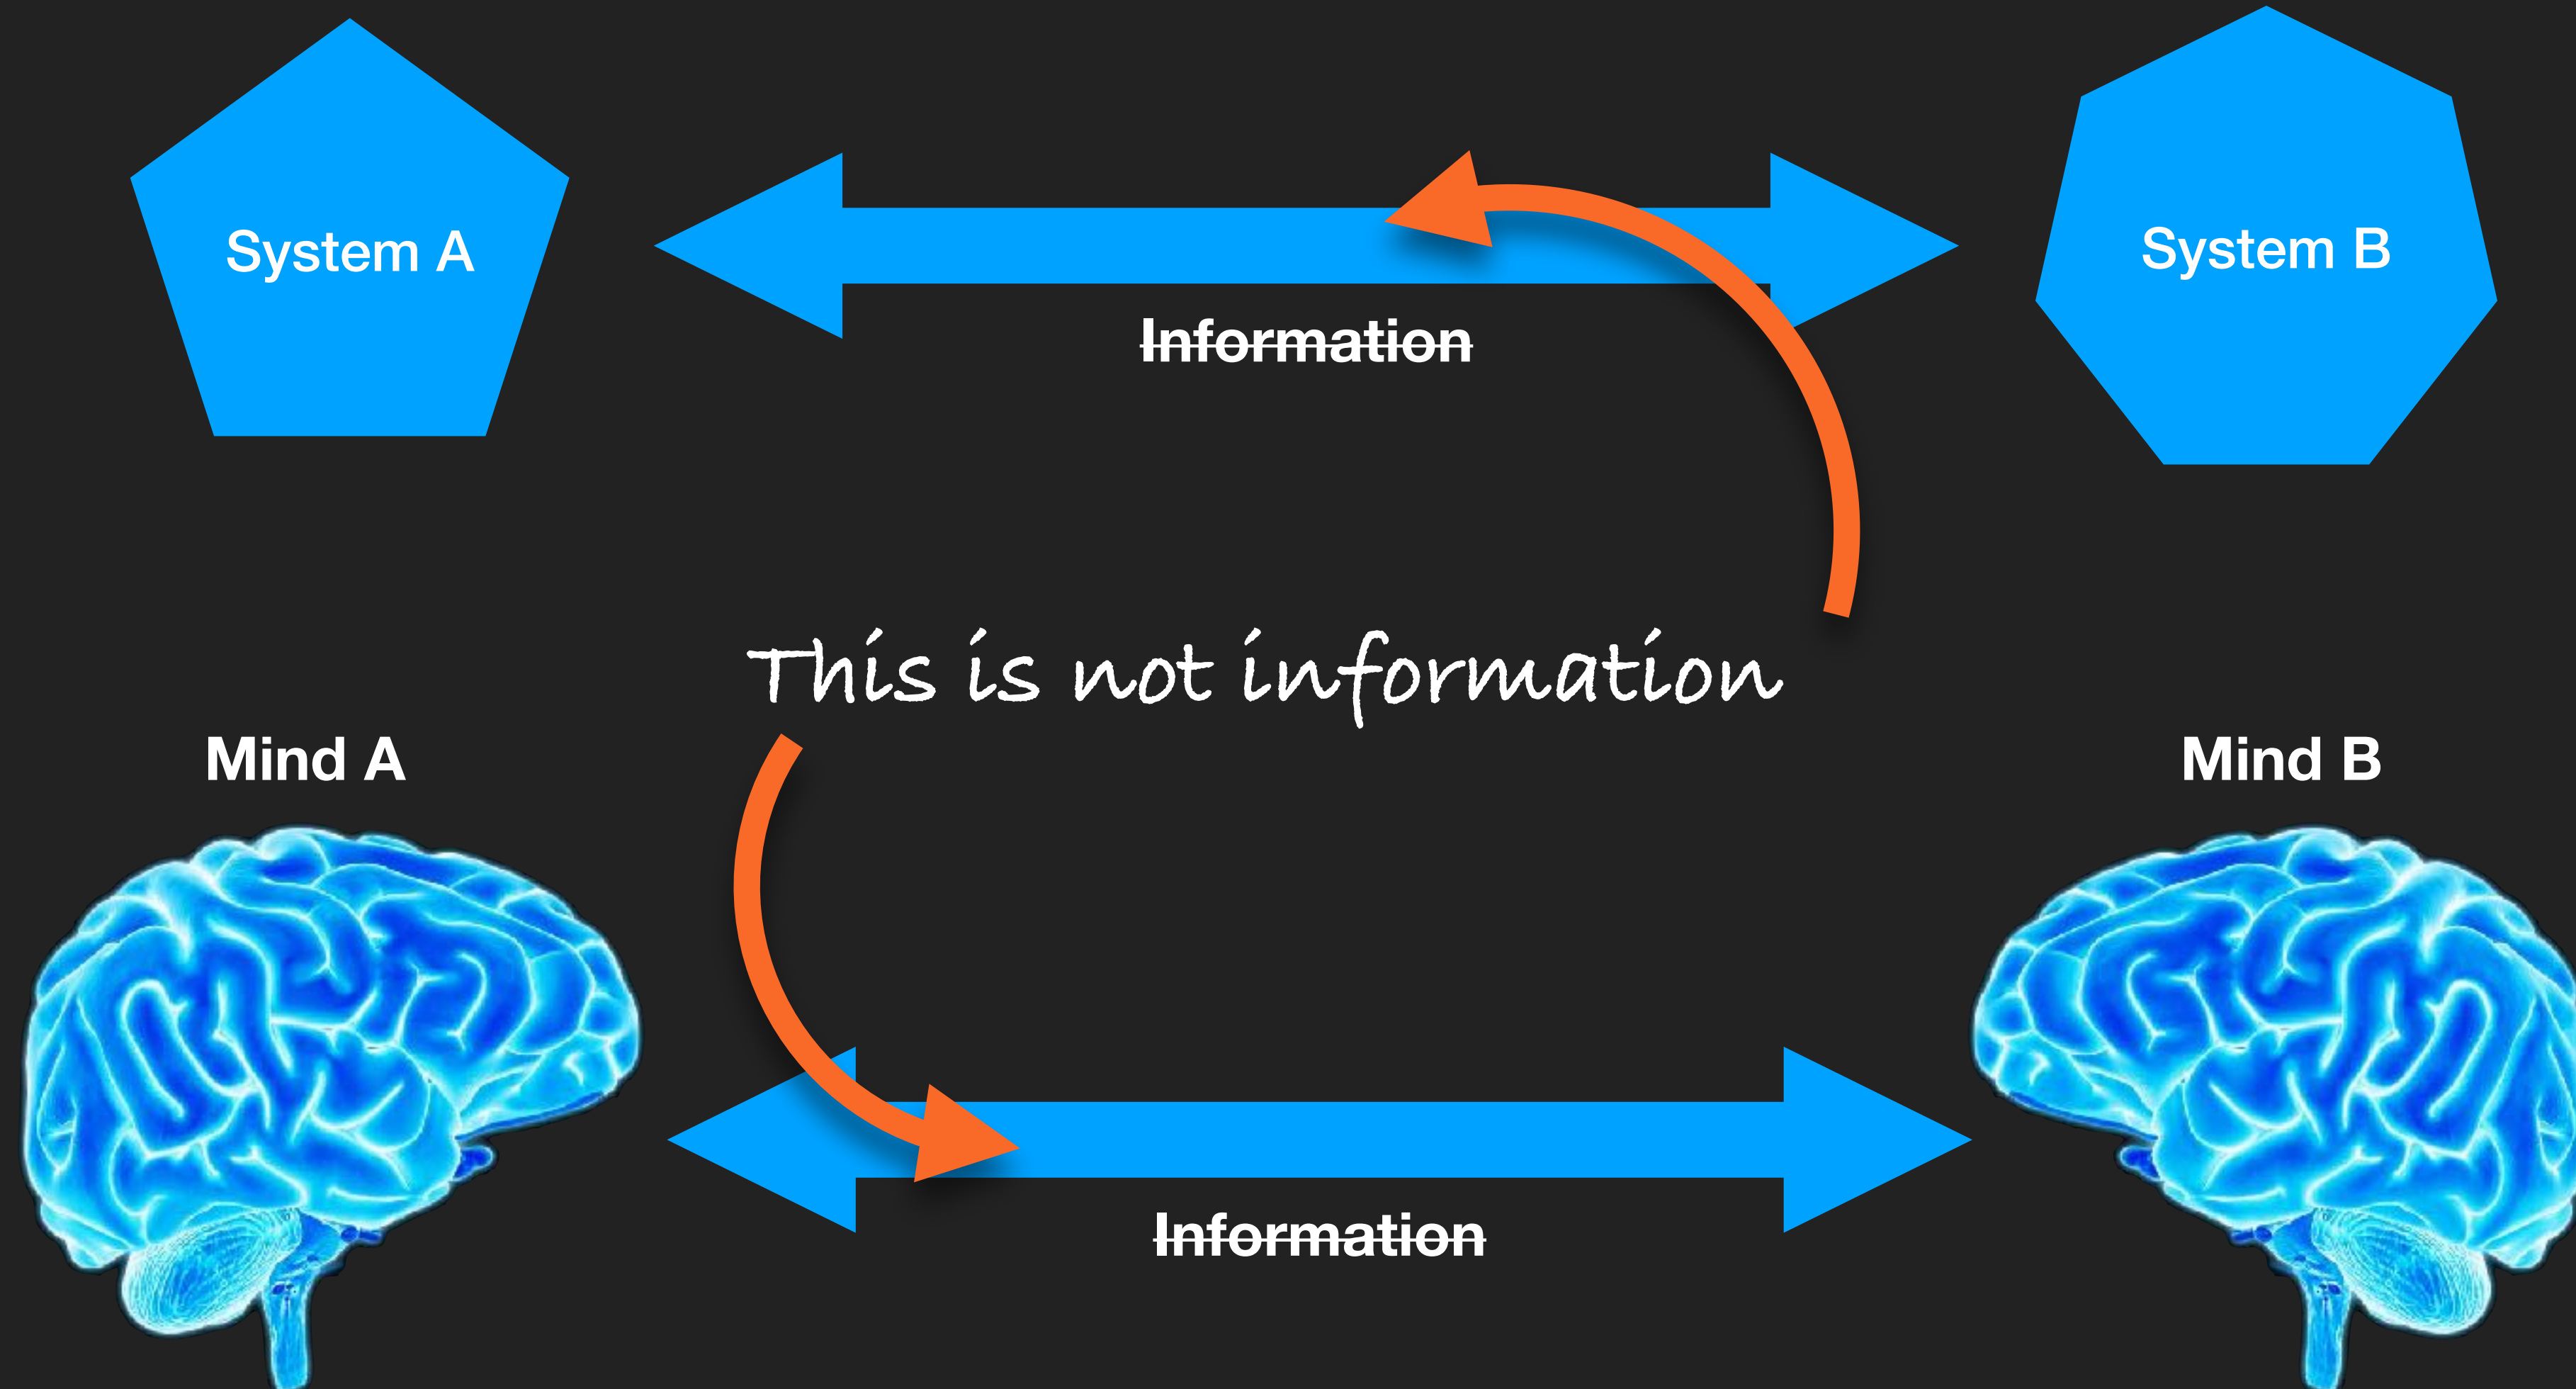 System A
System B
Information
This is not information
Mind A
Mind B
Information